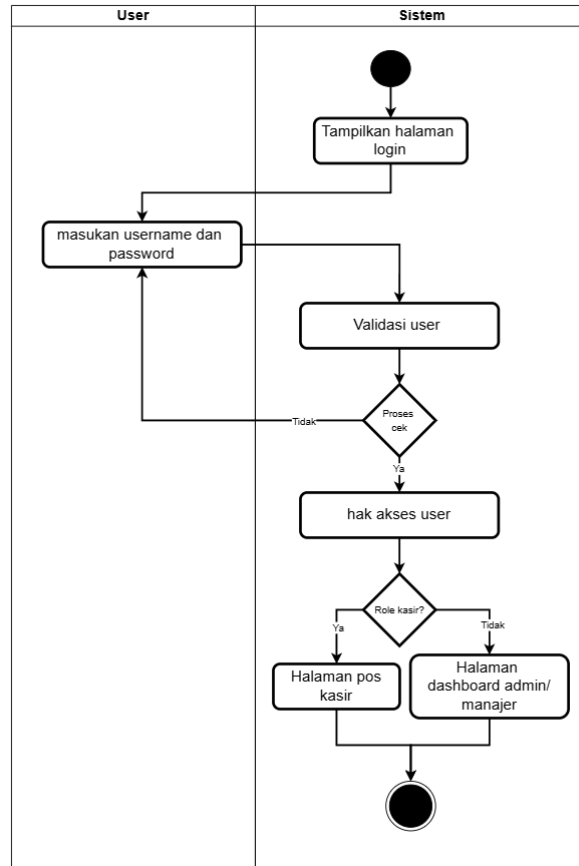 User
Sistem
Tampilkan halaman
login
masukan username dan
password
Validasi user
Proses
cek
Tidak
Ya
hak akses user
Role kasir?
Ya
Tidak
Halaman pos
kasir
Halaman
dashboard admin/
manajer